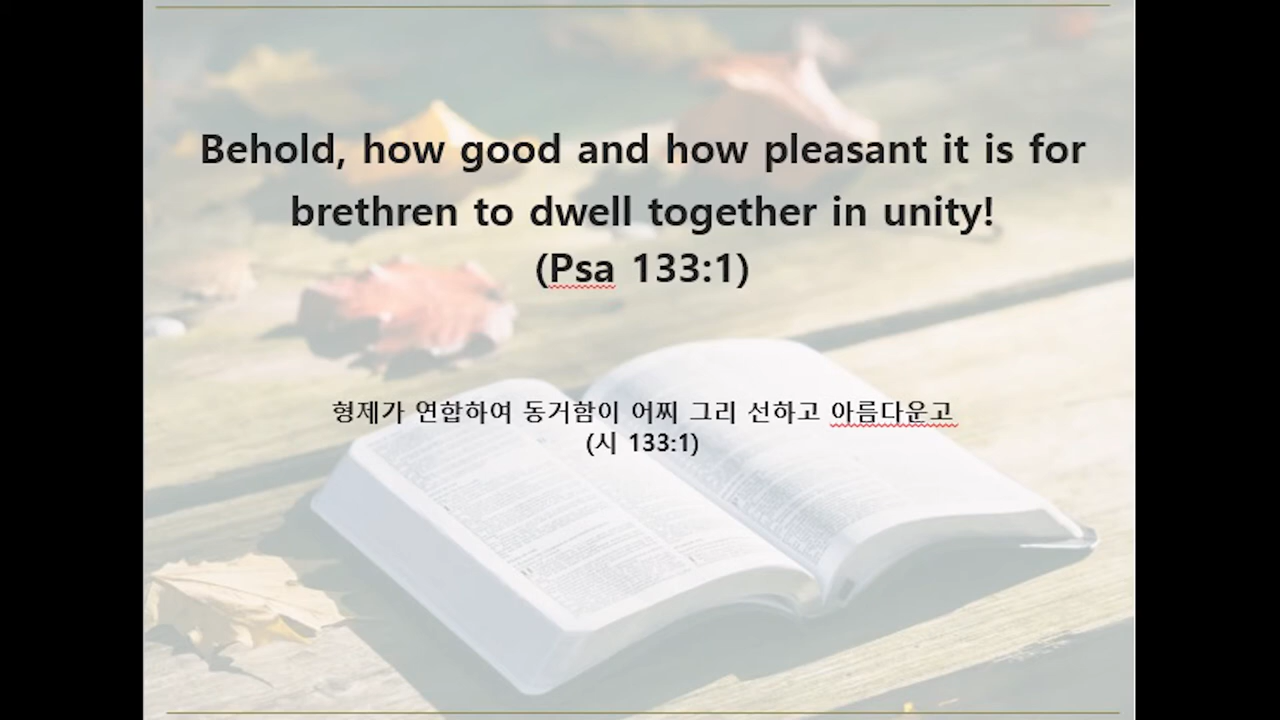 Behold, how good and how pleasant it is for
brethren to dwell together in unity!
(Psa 133:1)
형제가 연합하여 동거함이 어찌 그리 선하고 아름다운고
(시 133:1)